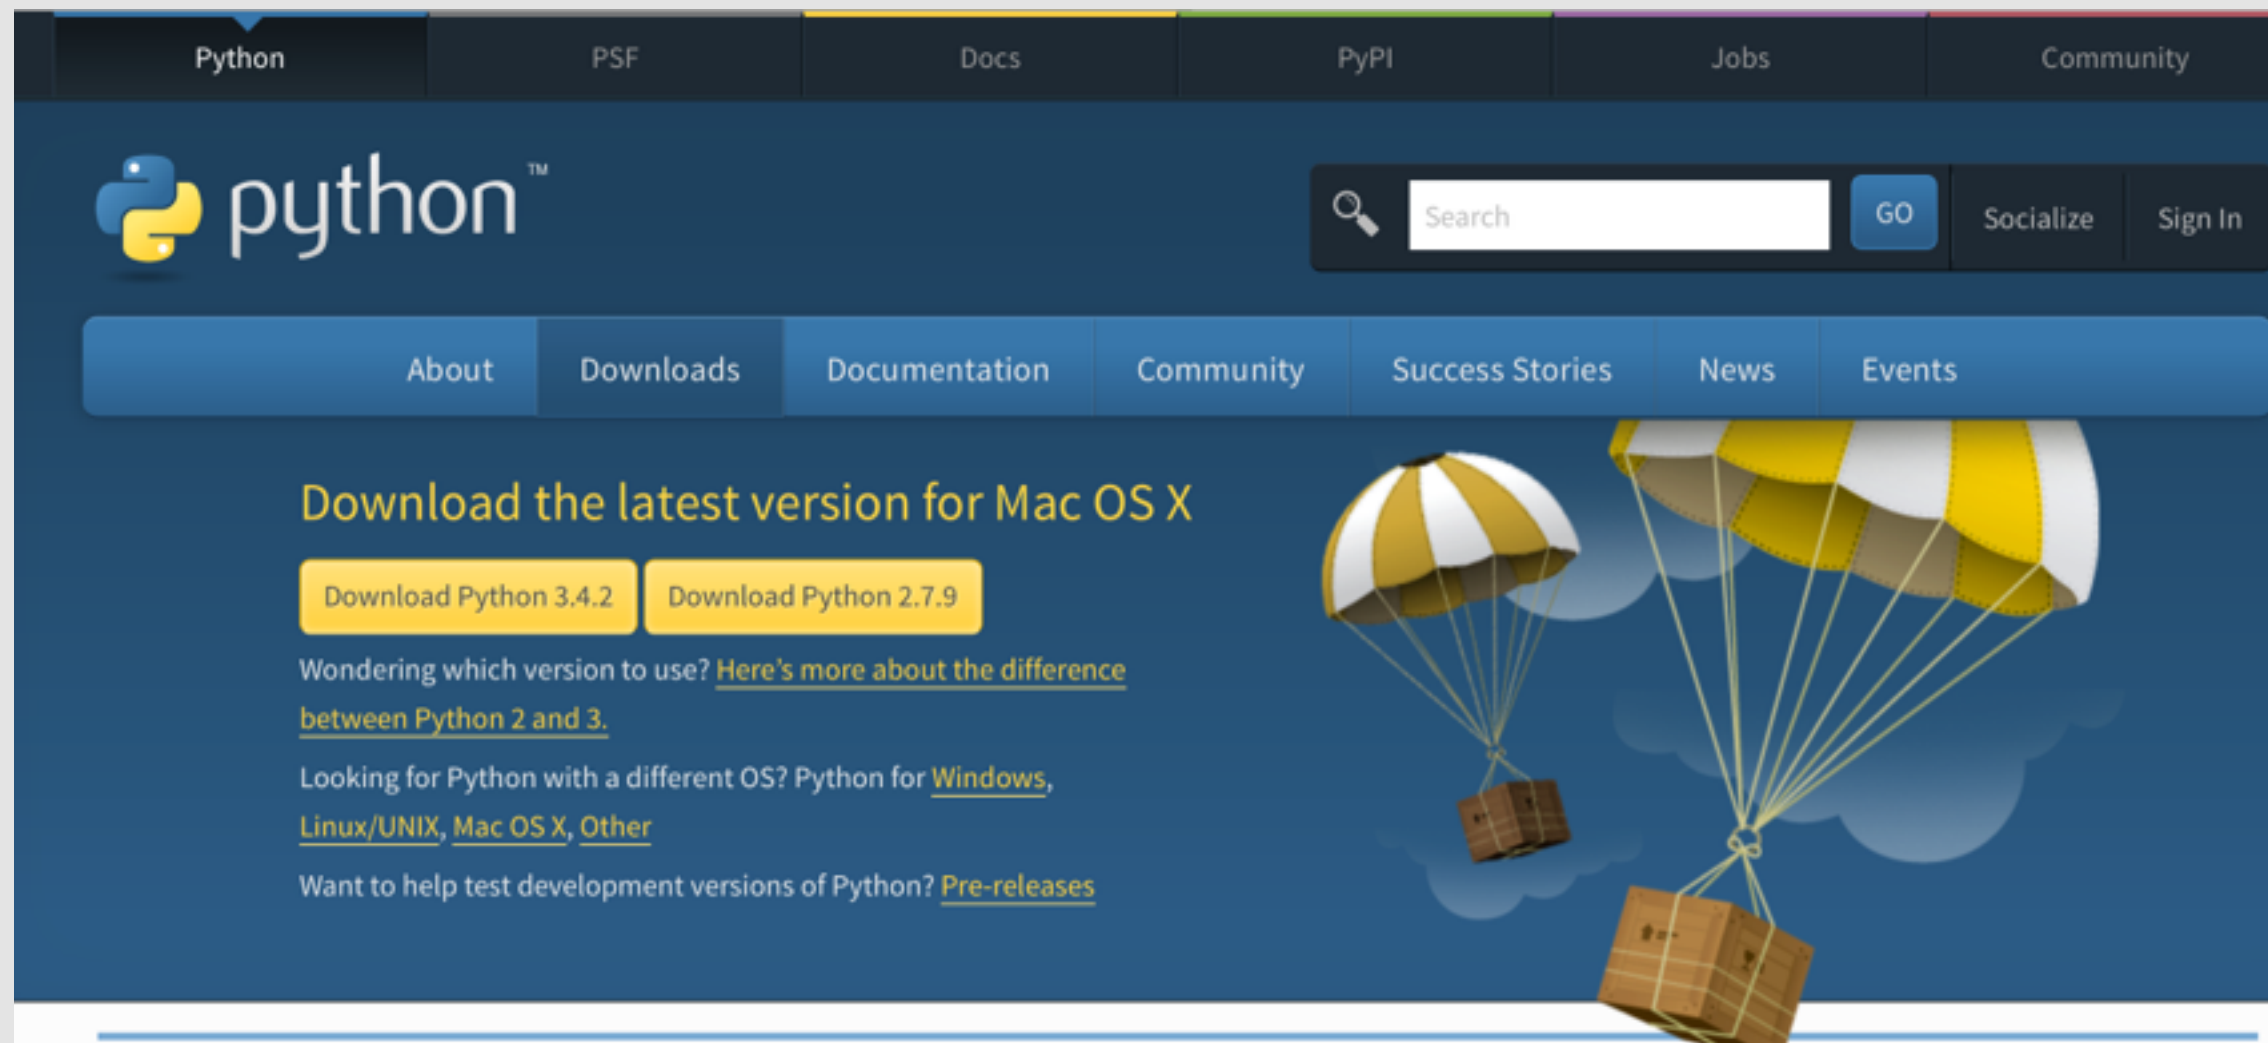 Python PSF Docs PyPI Jobs Community
python™
Search GO Socialize Sign In
About Downloads Documentation Community Success Stories News Events
Download the latest version for Mac OS X
Download Python 3.4.2 Download Python 2.7.9
Wondering which version to use? Here's more about the difference
between Python 2 and 3.
Looking for Python with a different OS? Python for Windows,
Linux/UNIX, Mac OS X, Other
Want to help test development versions of Python? Pre-releases